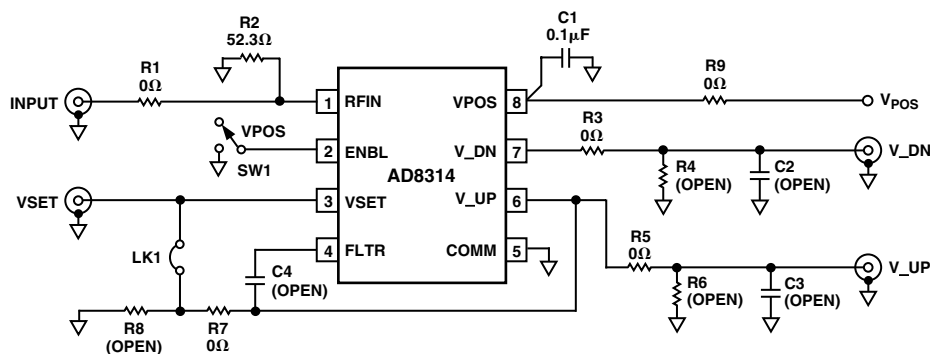 R2
52.3Ω
C1
0.1μF
R1
0Ω
R9
0Ω
INPUT
1
RFIN
VPOS
8
VPOS
R3
0Ω
VPOS
SW1
2
ENBL
V_DN
7
V_DN
R4
(OPEN)
C2
(OPEN)
AD8314
VSET
3
VSET
V_UP
6
LK1
4
FLTR
COMM
5
C4
(OPEN)
R5
0Ω
V_UP
R6
(OPEN)
C3
(OPEN)
R8
(OPEN)
R7
0Ω